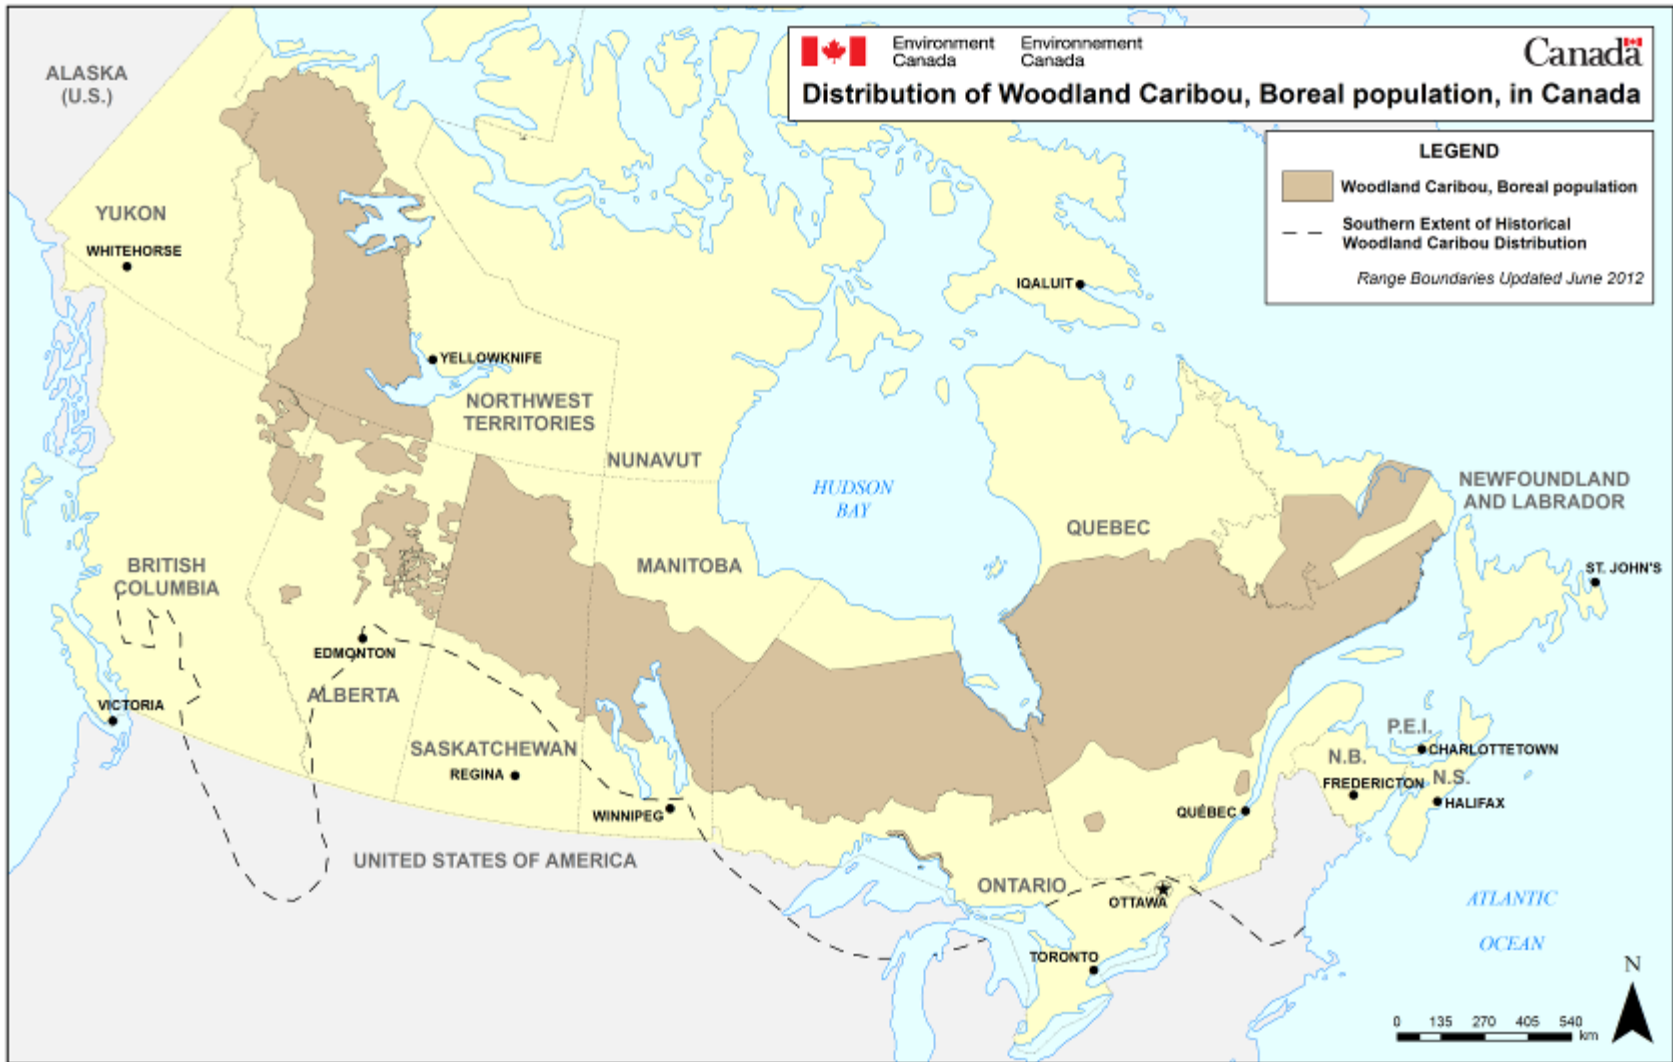 Environment Environnement
Canada Canada
Canada
Distribution of Woodland Caribou, Boreal population, in Canada
LEGEND
Woodland Caribou, Boreal population
Southern Extent of Historical
Woodland Caribou Distribution
Range Boundaries Updated June 2012
ALASKA
(U.S.)
YUKON
WHITEHORSE
IQALUIT
YELLOWKNIFE
NORTHWEST
TERRITORIES
NUNAVUT
HUDSON
BAY
QUEBEC
NEWFOUNDLAND
AND LABRADOR
BRITISH
COLUMBIA
MANITOBA
ST. JOHN'S
EDMONTON
ALBERTA
VICTORIA
SASKATCHEWAN
REGINA
WINNIPEG
P.E.I.
CHARLOTTETOWN
N.B.
FREDERICTON
N.S.
HALIFAX
QUÉBEC
UNITED STATES OF AMERICA
ONTARIO
OTTAWA
ATLANTIC
OCEAN
TORONTO
N
0 135 270 405 540
km